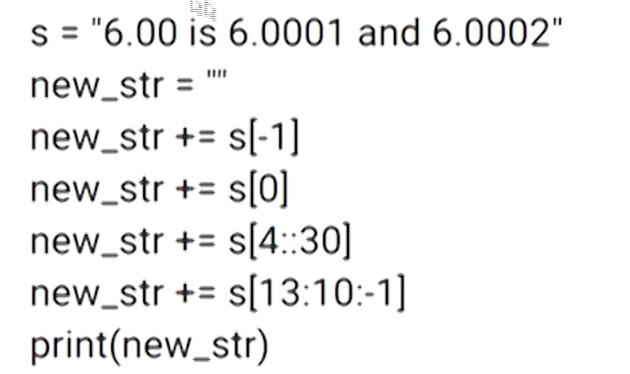 s = "6.00 is 6.0001 and 6.0002"
new_str = ""
new_str += s[-1]
new_str += s[0]
new_str += s[4::30]
new_str += s[13:10:-1]
print(new_str)